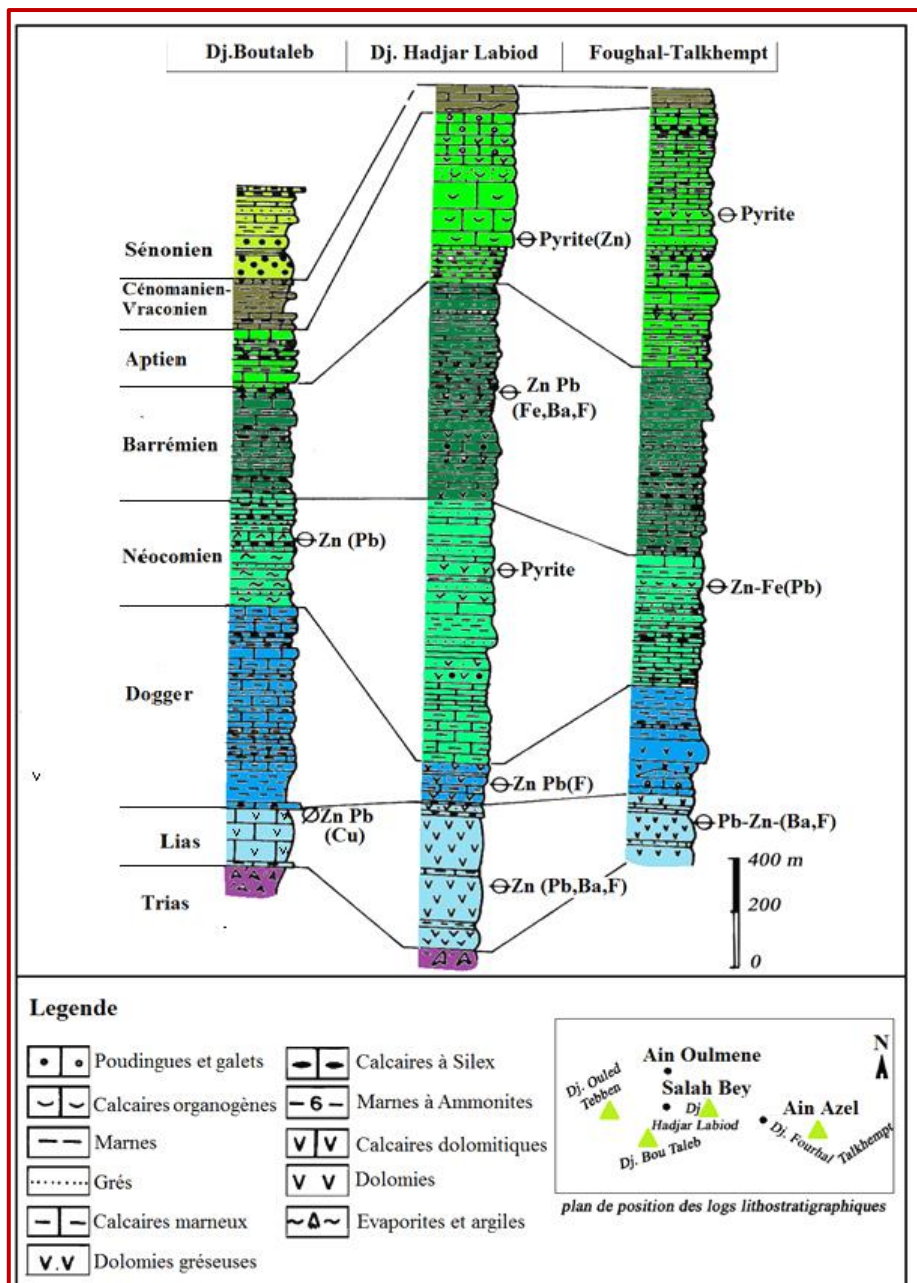 Dj.Boutaleb
Dj. Hadjar Labiod
Foughal-Talkhempt
Sénonien
Cénomanien-
Vraconien
Aptien
Barrémien
Néocomien
Dogger
Lias
Trias
Zn (Pb)
Zn Pb
(Cu)
Pyrite(Zn)
Zn Pb
(Fe,Ba,F)
Pyrite
Zn Pb(F)
Zn (Pb,Ba,F)
Pyrite
Zn-Fe(Pb)
Pb-Zn-(Ba,F)
400 m
200
0
Legende
Poudingues et galets
Calcaires organogènes
Marnes
Grés
Calcaires marneux
Dolomies gréseuses
Calcaires à Silex
6
Marnes à Ammonites
Calcaires dolomitiques
Dolomies
Evaporites et argiles
N
Ain Oulmene
Dj. Ouled
Tebben
Salah Bey
Dj
Hadjar Labiod
Dj. Bou Taleb
Ain Azel
Dj. Fourhal Talkhempt
plan de position des logs lithostratigraphiques